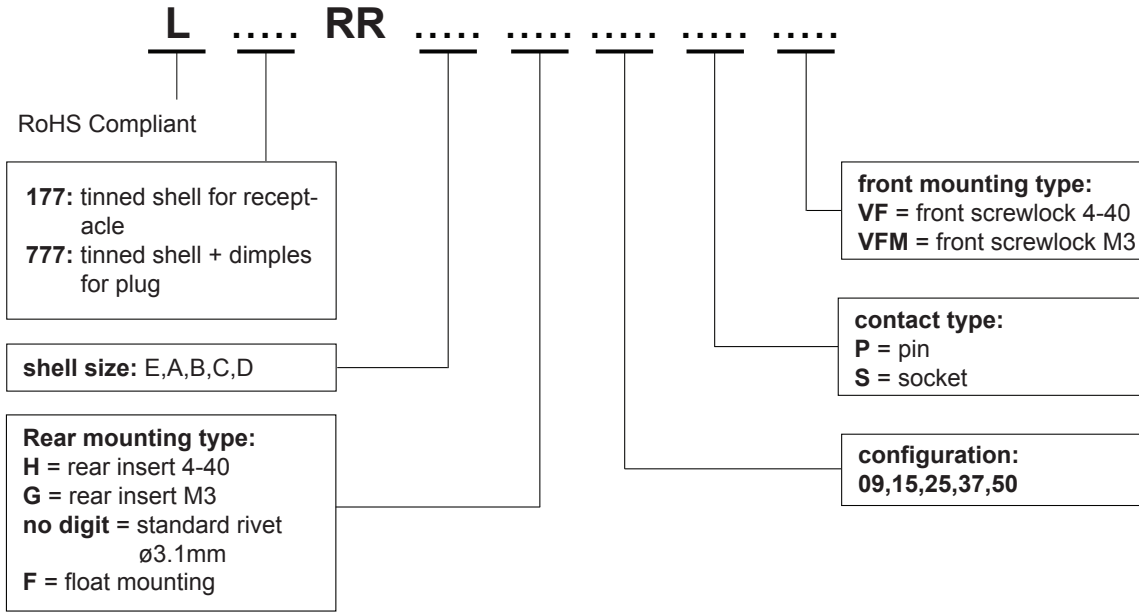 L ..... RR ..... ..... ..... ..... .....
RoHS Compliant
177: tinned shell for recept-
acle
777: tinned shell + dimples
for plug
shell size: E,A,B,C,D
Rear mounting type:
H = rear insert 4-40
G = rear insert M3
no digit = standard rivet
ø3.1mm
F = float mounting
front mounting type:
VF = front screwlock 4-40
VFM = front screwlock M3
contact type:
P = pin
S = socket
configuration:
09,15,25,37,50